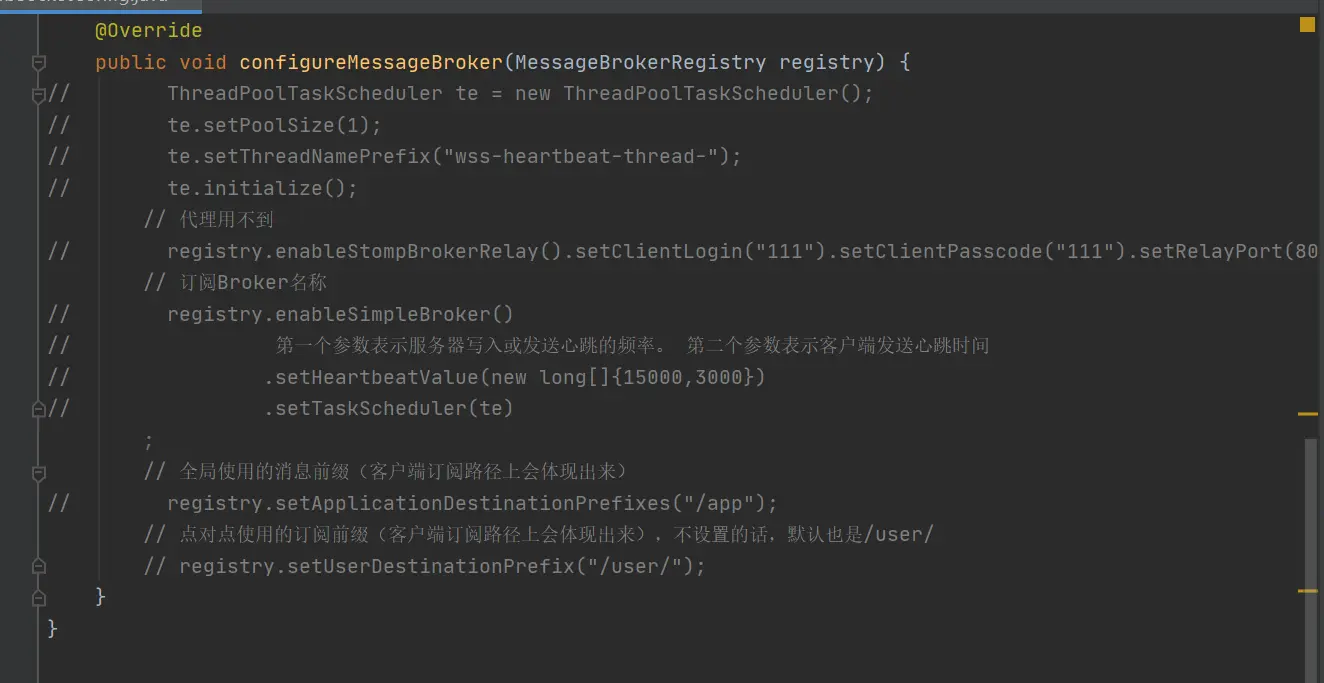 @Override
public void configureMessageBroker(MessageBrokerRegistry registry) {
// ThreadPoolTaskScheduler te = new ThreadPoolTaskScheduler();
// te.setPoolSize(1);
// te.setThreadNamePrefix("wss-heartbeat-thread-");
// te.initialize();
// 代理用不到
// registry.enableStompBrokerRelay().setClientLogin("111").setClientPasscode("111").setRelayPort(80
// 订阅Broker名称
// registry.enableSimpleBroker()
// 第一个参数表示服务器写入或发送心跳的频率。 第二个参数表示客户端发送心跳时间
// .setHeartbeatValue(new long[]{15000,3000})
// .setTaskScheduler(te)
;
// 全局使用的消息前缀（客户端订阅路径上会体现出来）
// registry.setApplicationDestinationPrefixes("/app");
// 点对点使用的订阅前缀（客户端订阅路径上会体现出来），不设置的话，默认也是/user/
// registry.setUserDestinationPrefix("/user/");
}
}